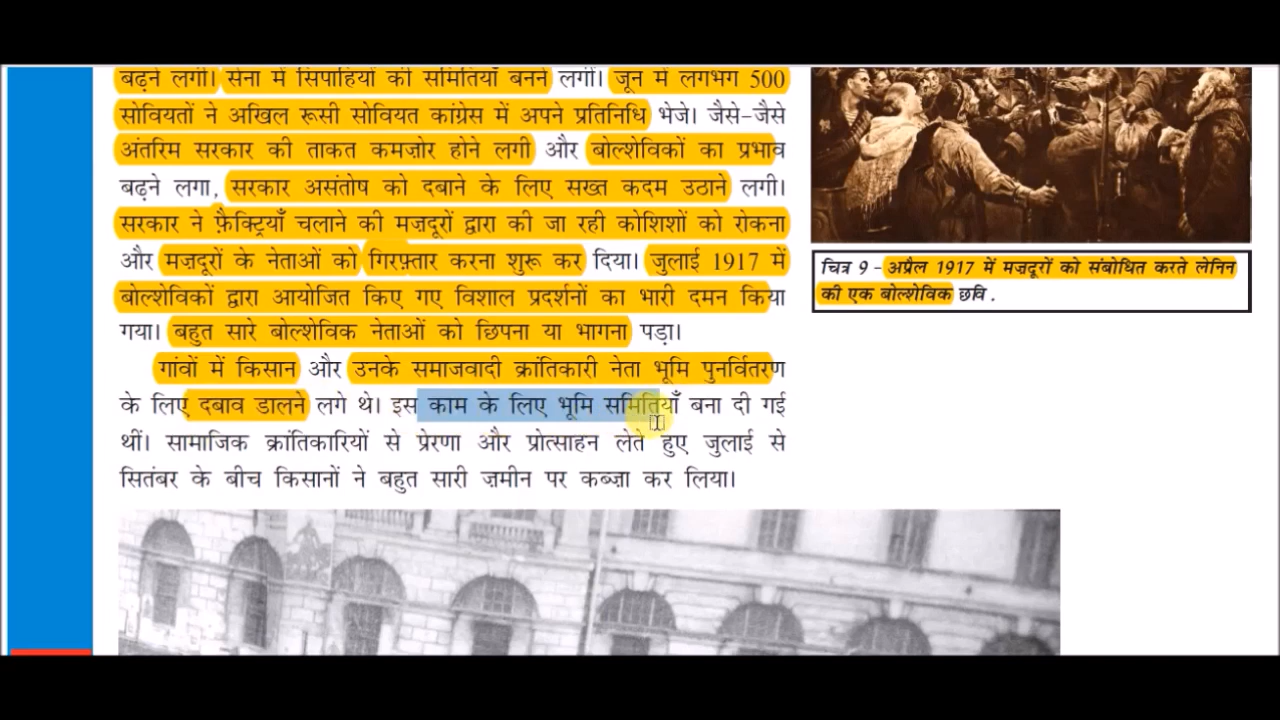 बढ़ने लगी। सेना में सिपाहियों की समितियाँ बनने लगीं। जून में लगभग 500
सोवियतों ने अखिल रूसी सोवियत कांग्रेस में अपने प्रतिनिधि भेजे। जैसे-जैसे
अंतरिम सरकार की ताकत कमज़ोर होने लगी और बोल्शेविकों का प्रभाव
बढ़ने लगा, सरकार असंतोष को दबाने के लिए सख्त कदम उठाने लगी।
सरकार ने फ़ैक्ट्रियाँ चलाने की मज़दूरों द्वारा की जा रही कोशिशों को रोकना
और मज़दूरों के नेताओं को गिरफ़्तार करना शुरू कर दिया। जुलाई 1917 में
बोल्शेविकों द्वारा आयोजित किए गए विशाल प्रदर्शनों का भारी दमन किया
गया। बहुत सारे बोल्शेविक नेताओं को छिपना या भागना पड़ा।
गांवों में किसान और उनके समाजवादी क्रांतिकारी नेता भूमि पुनर्वितरण
के लिए दबाव डालने लगे थे। इस काम के लिए भूमि समितियाँ बना दी गई
थीं। सामाजिक क्रांतिकारियों से प्रेरणा और प्रोत्साहन लेते हुए जुलाई से
सितंबर के बीच किसानों ने बहुत सारी ज़मीन पर कब्ज़ा कर लिया।
चित्र 9 - अप्रैल 1917 में मज़दूरों को संबोधित करते लेनिन
की एक बोल्शेविक छवि .